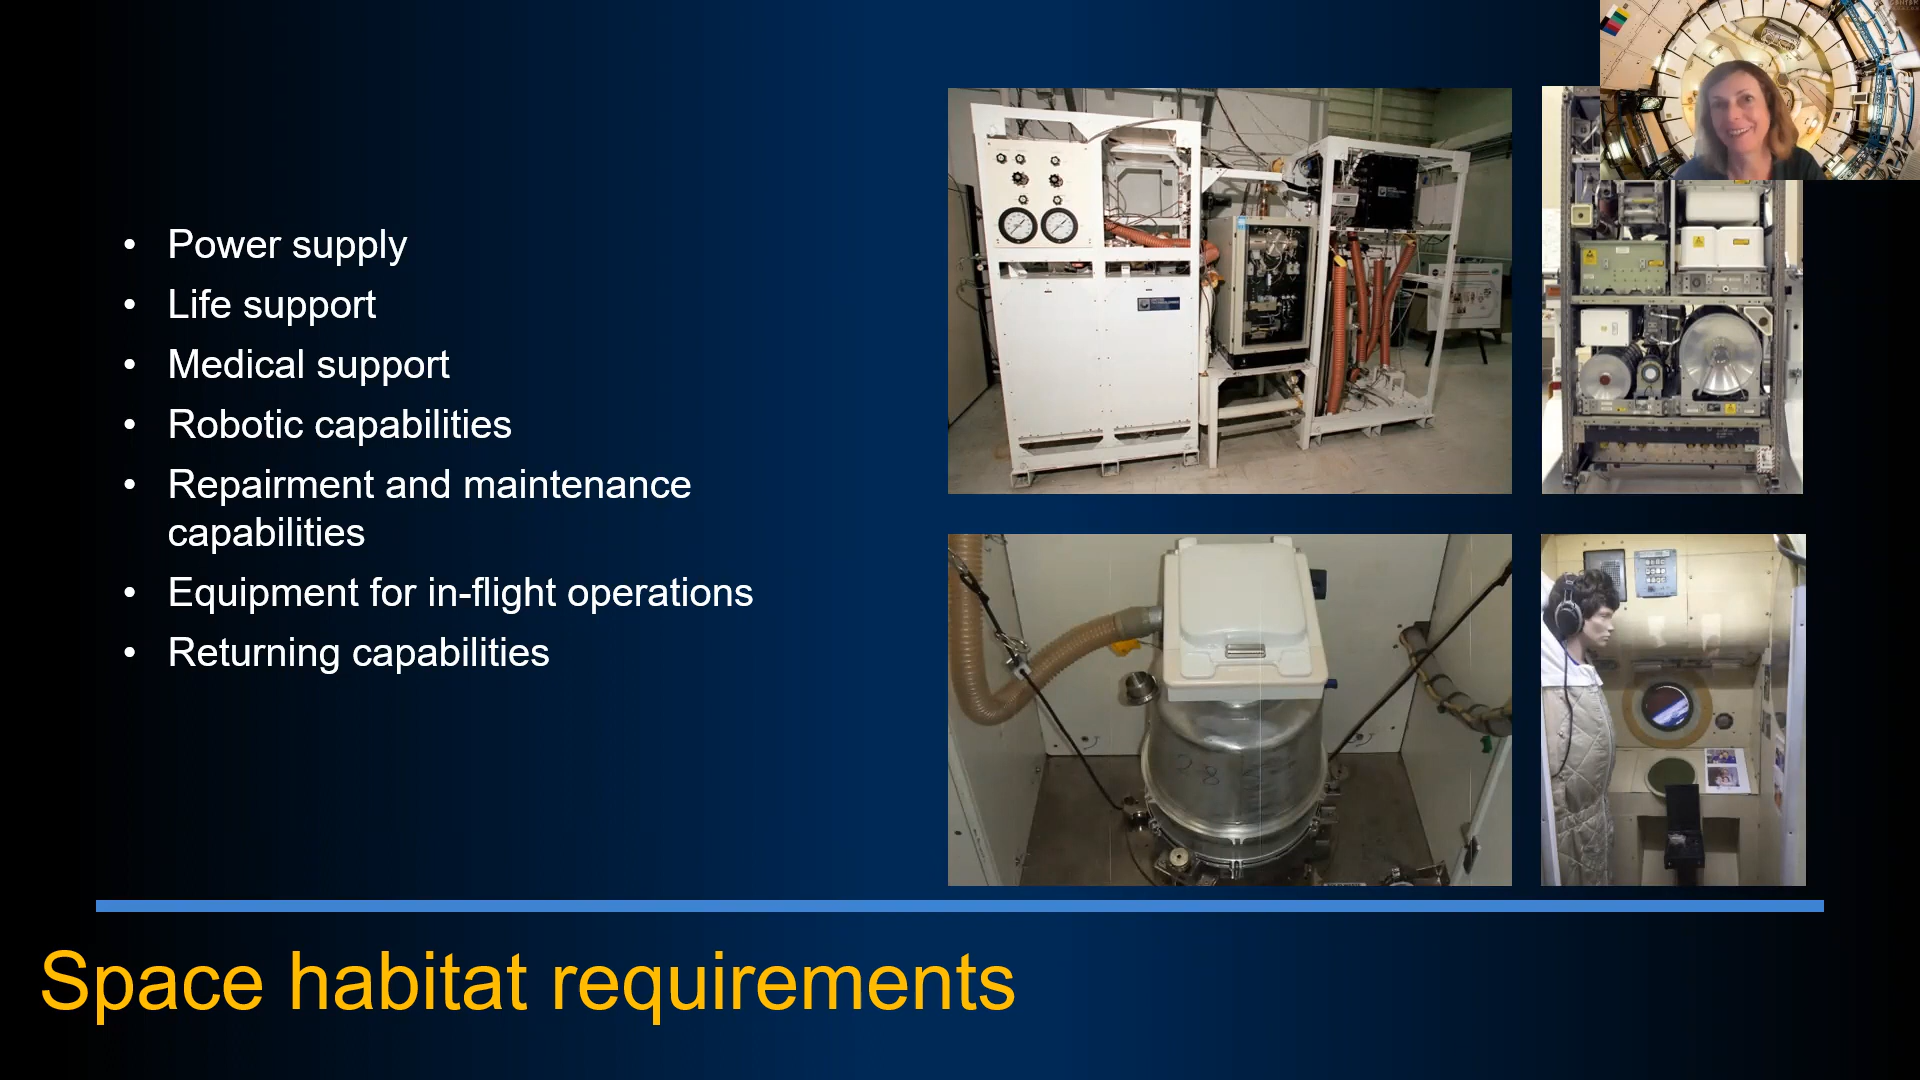 • Power supply
• Life support
• Medical support
• Robotic capabilities
• Repairment and maintenance
capabilities
• Equipment for in-flight operations
• Returning capabilities
Space habitat requirements